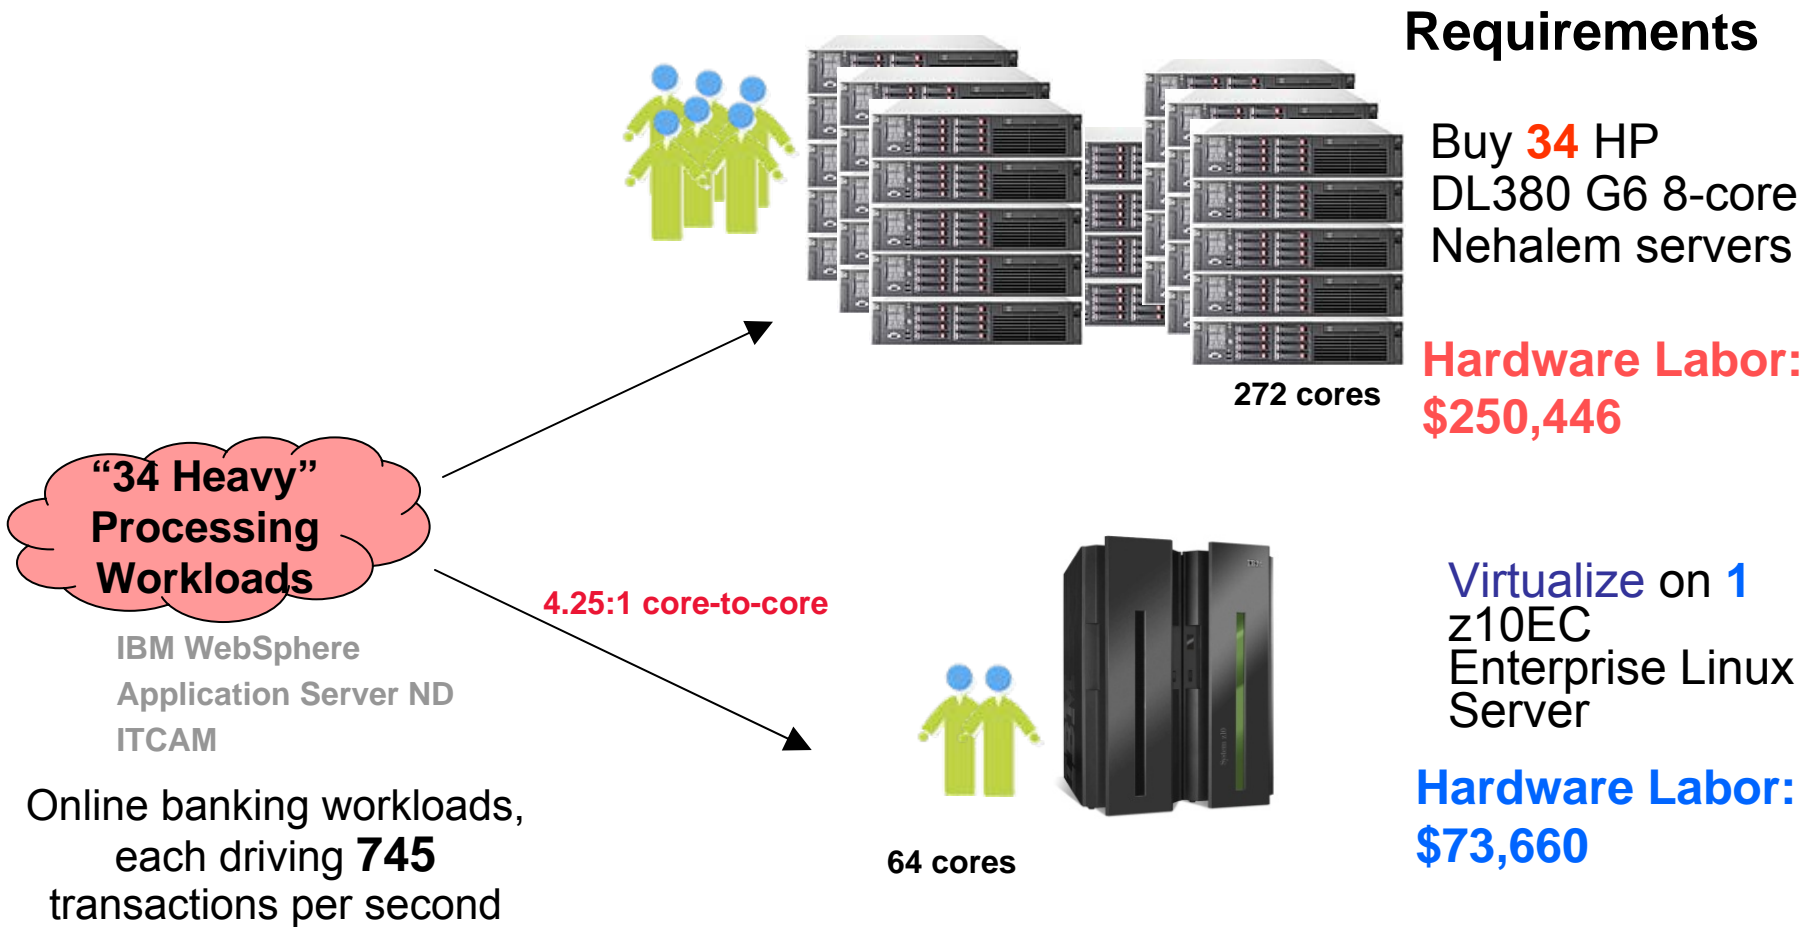 Requirements
Buy 34 HP
DL380 G6 8-core
Nehalem servers
Hardware Labor:
$250,446
272 cores
“34 Heavy”
Processing
Workloads
4.25:1 core-to-core
IBM WebSphere
Application Server ND
ITCAM
Online banking workloads,
each driving 745
transactions per second
64 cores
Virtualize on 1
z10EC
Enterprise Linux
Server
Hardware Labor:
$73,660